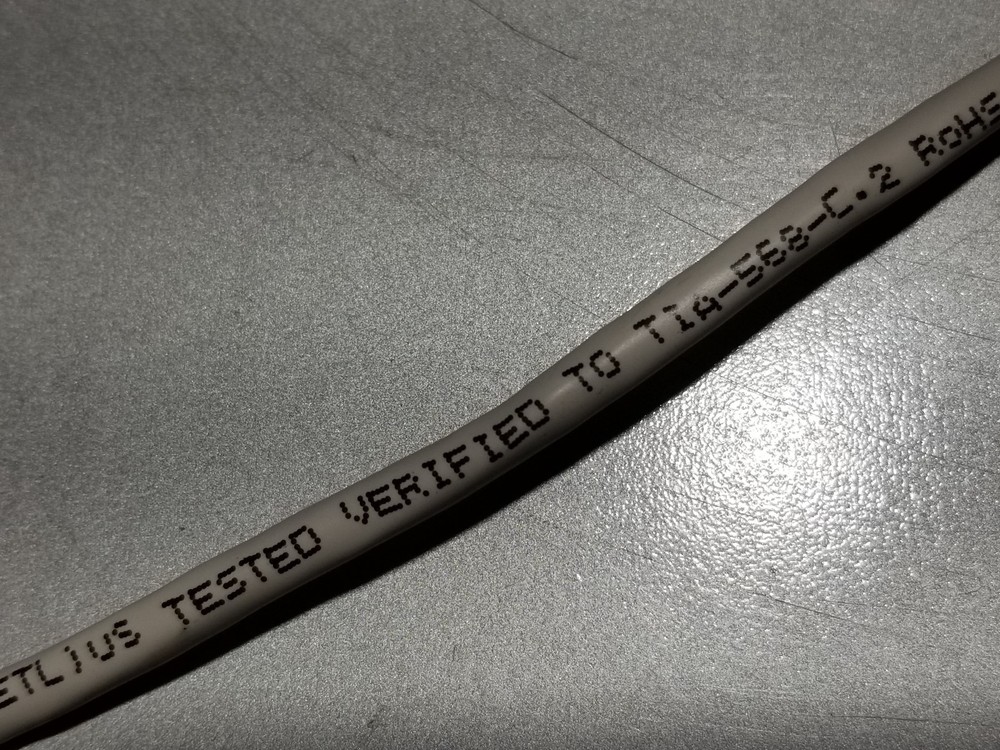 ETL)US TESTED VERIFIED TO TIA-568-C.2 RoHS